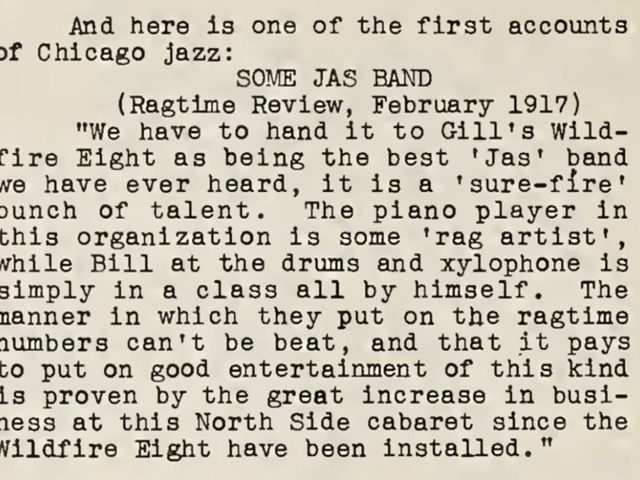 And here is one of the first accounts
of Chicago jazz:
SOME JAS BAND
(Ragtime Review, February 1917)
"We have to hand it to Gill's Wild-
fire Eight as being the best 'Jas' band
we have ever heard, it is a 'sure-fire'
bunch of talent. The piano player in
this organization is some 'rag artist',
while Bill at the drums and xylophone is
simply in a class all by himself. The
manner in which they put on the ragtime
numbers can't be beat, and that it pays
to put on good entertainment of this kind
is proven by the great increase in busi-
ness at this North Side cabaret since the
Wildfire Eight have been installed."